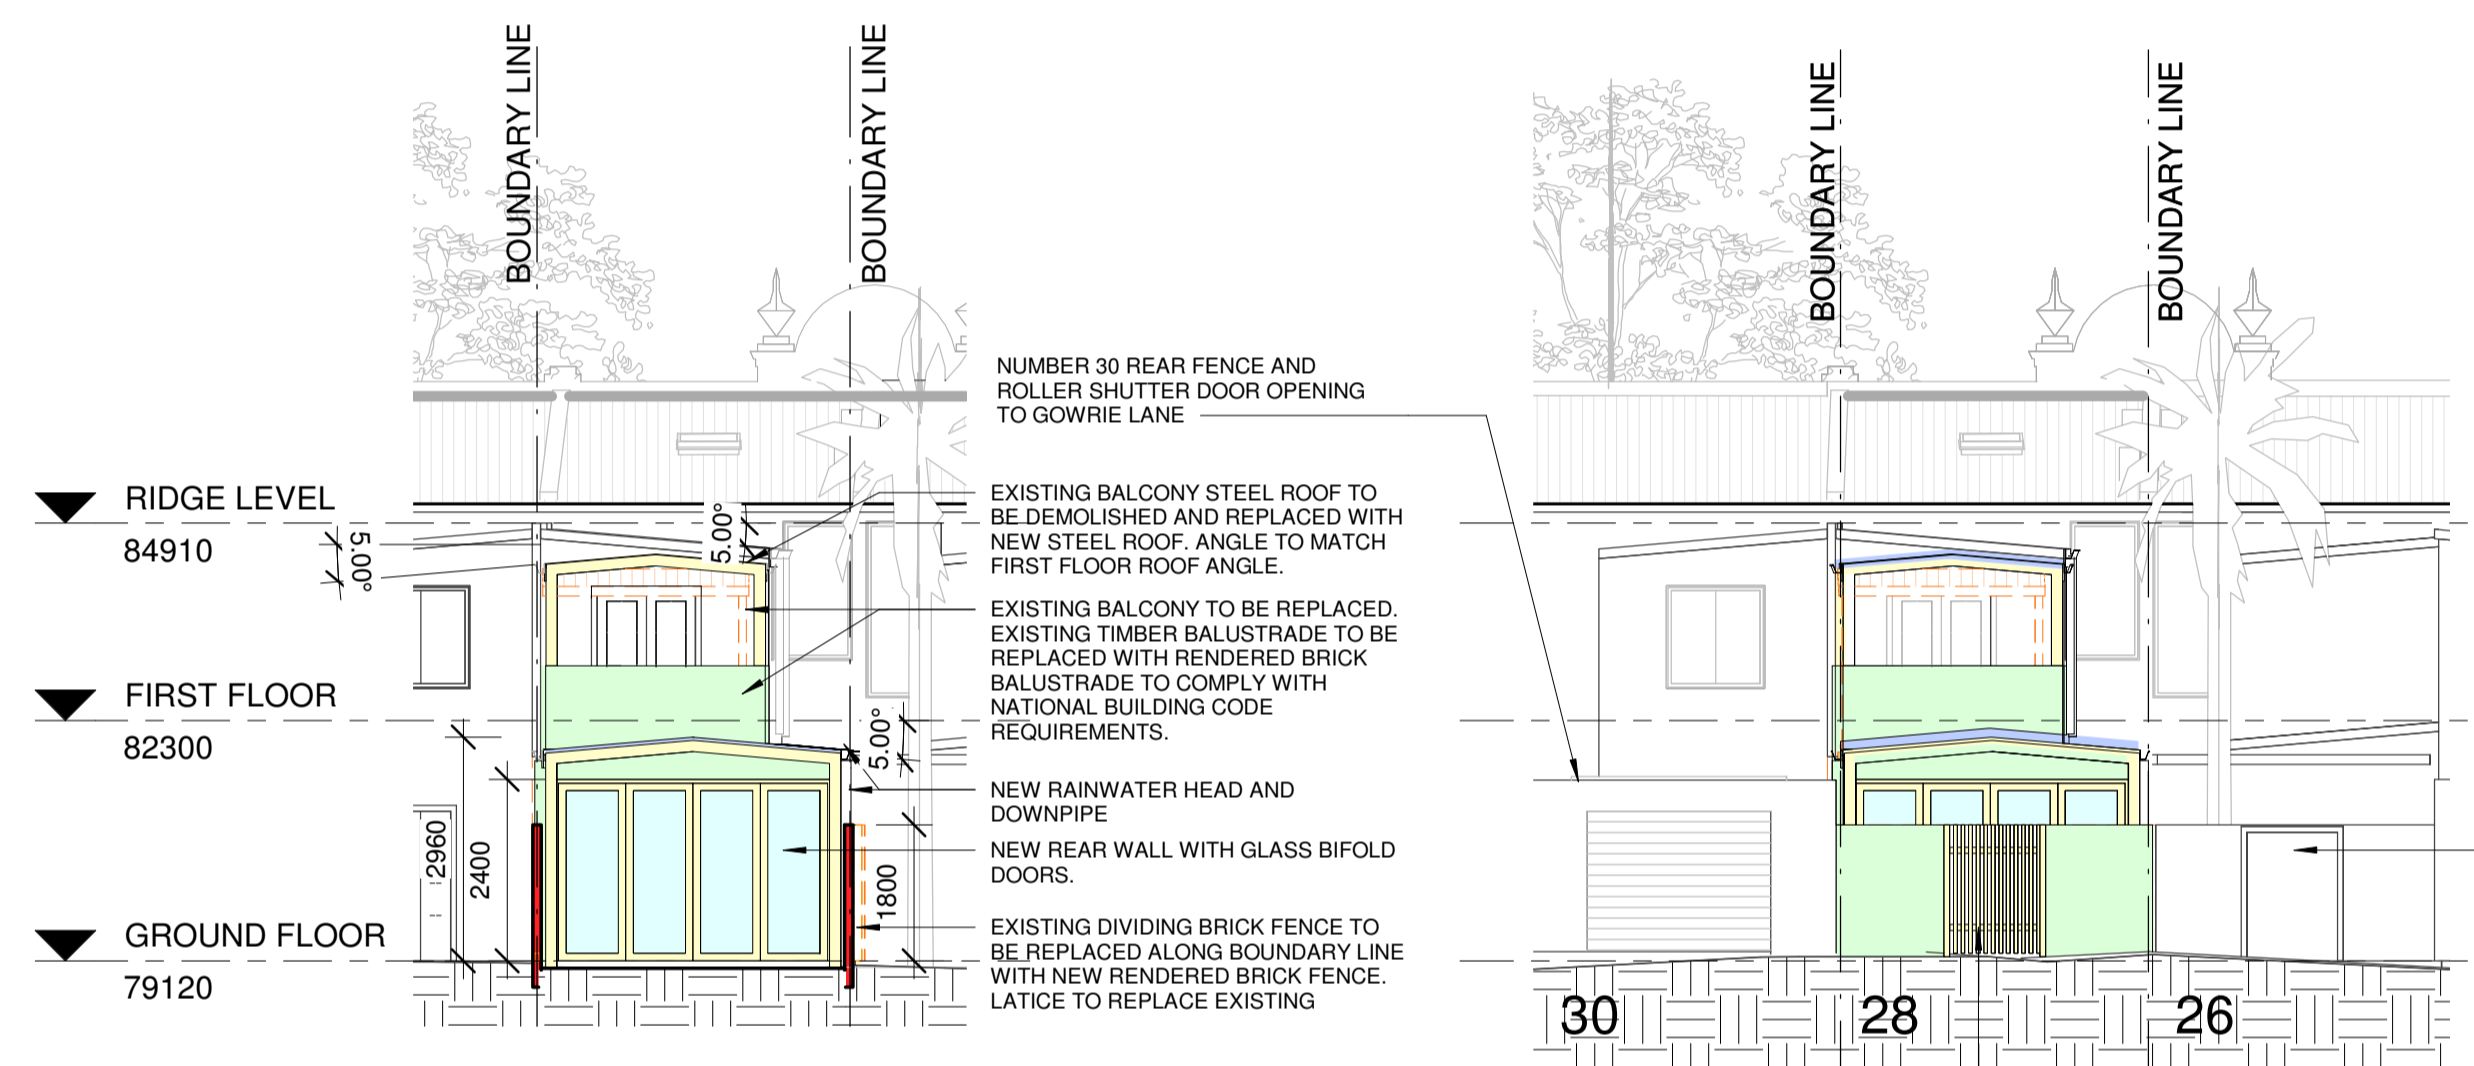 BOUNDARY LINE
BOUNDARY LINE
BOUNDARY LINE
BOUNDARY LINE
NUMBER 30 REAR FENCE AND
ROLLER SHUTTER DOOR OPENING
TO GOWRIE LANE
RIDGE LEVEL
84910
5.00°
5.00°
EXISTING BALCONY STEEL ROOF TO
BE DEMOLISHED AND REPLACED WITH
NEW STEEL ROOF. ANGLE TO MATCH
FIRST FLOOR ROOF ANGLE.
EXISTING BALCONY TO BE REPLACED.
EXISTING TIMBER BALUSTRADE TO BE
REPLACED WITH RENDERED BRICK
BALUSTRADE TO COMPLY WITH
NATIONAL BUILDING CODE
REQUIREMENTS.
FIRST FLOOR
82300
5.00°
NEW RAINWATER HEAD AND
DOWNPIPE
NEW REAR WALL WITH GLASS BIFOLD
DOORS.
2960
2400
1800
EXISTING DIVIDING BRICK FENCE TO
BE REPLACED ALONG BOUNDARY LINE
WITH NEW RENDERED BRICK FENCE.
LATICE TO REPLACE EXISTING
GROUND FLOOR
79120
30
28
26